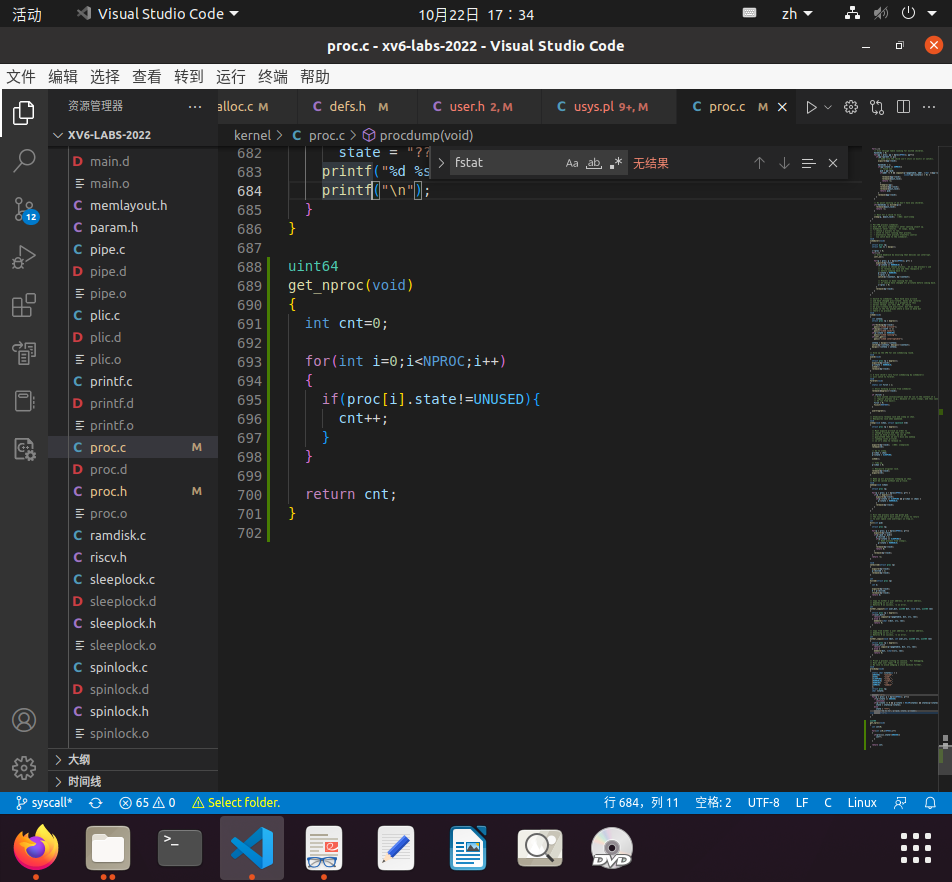 活动
Visual Studio Code
10月22日 17：34
zh
proc.c - xv6-labs-2022 - Visual Studio Code
文件 编辑 选择 查看 转到 运行 终端 帮助
资源管理器
alloc.c M
C defs.h M
C user.h 2, M
C usys.pl 9+, M
C proc.c M
XV6-LABS-2022
kernel > C proc.c > procdump(void)
fstat
Aa ab .*
无结果
D main.d
main.o
C memlayout.h
C param.h
C pipe.c
D pipe.d
pipe.o
C plic.c
D plic.d
plic.o
C printf.c
D printf.d
printf.o
C proc.c M
D proc.d
C proc.h M
proc.o
C ramdisk.c
C riscv.h
C sleeplock.c
D sleeplock.d
C sleeplock.h
sleeplock.o
C spinlock.c
D spinlock.d
C spinlock.h
spinlock.o
大纲
时间线
12
682 state = "??
683 printf("%d %s
684 printf("\n");
685 }
686 }
687
688 uint64
689 get_nproc(void)
690 {
691 int cnt=0;
692
693 for(int i=0;i<NPROC;i++)
694 {
695 if(proc[i].state!=UNUSED){
696 cnt++;
697 }
698 }
699
700 return cnt;
701 }
702
syscall* 65 0 Select folder. 行 684，列 11 空格: 2 UTF-8 LF C Linux
>_
DVD